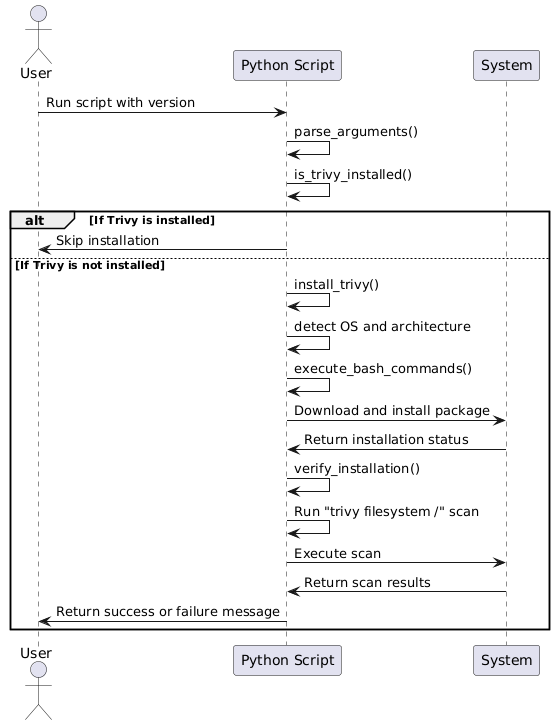 User
Python Script
System
Run script with version
parse_arguments()
is_trivy_installed()
alt
[If Trivy is installed]
Skip installation
[If Trivy is not installed]
install_trivy()
detect OS and architecture
execute_bash_commands()
Download and install package
Return installation status
verify_installation()
Run "trivy filesystem /" scan
Execute scan
Return scan results
Return success or failure message
User
Python Script
System